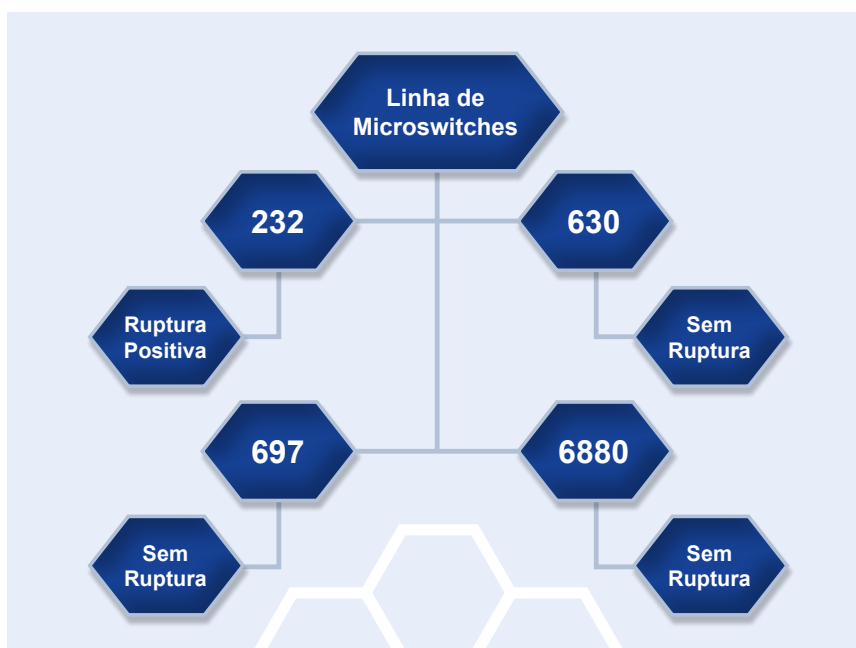 Linha de
Microswitches
232
630
Ruptura
Positiva
Sem
Ruptura
697
6880
Sem
Ruptura
Sem
Ruptura